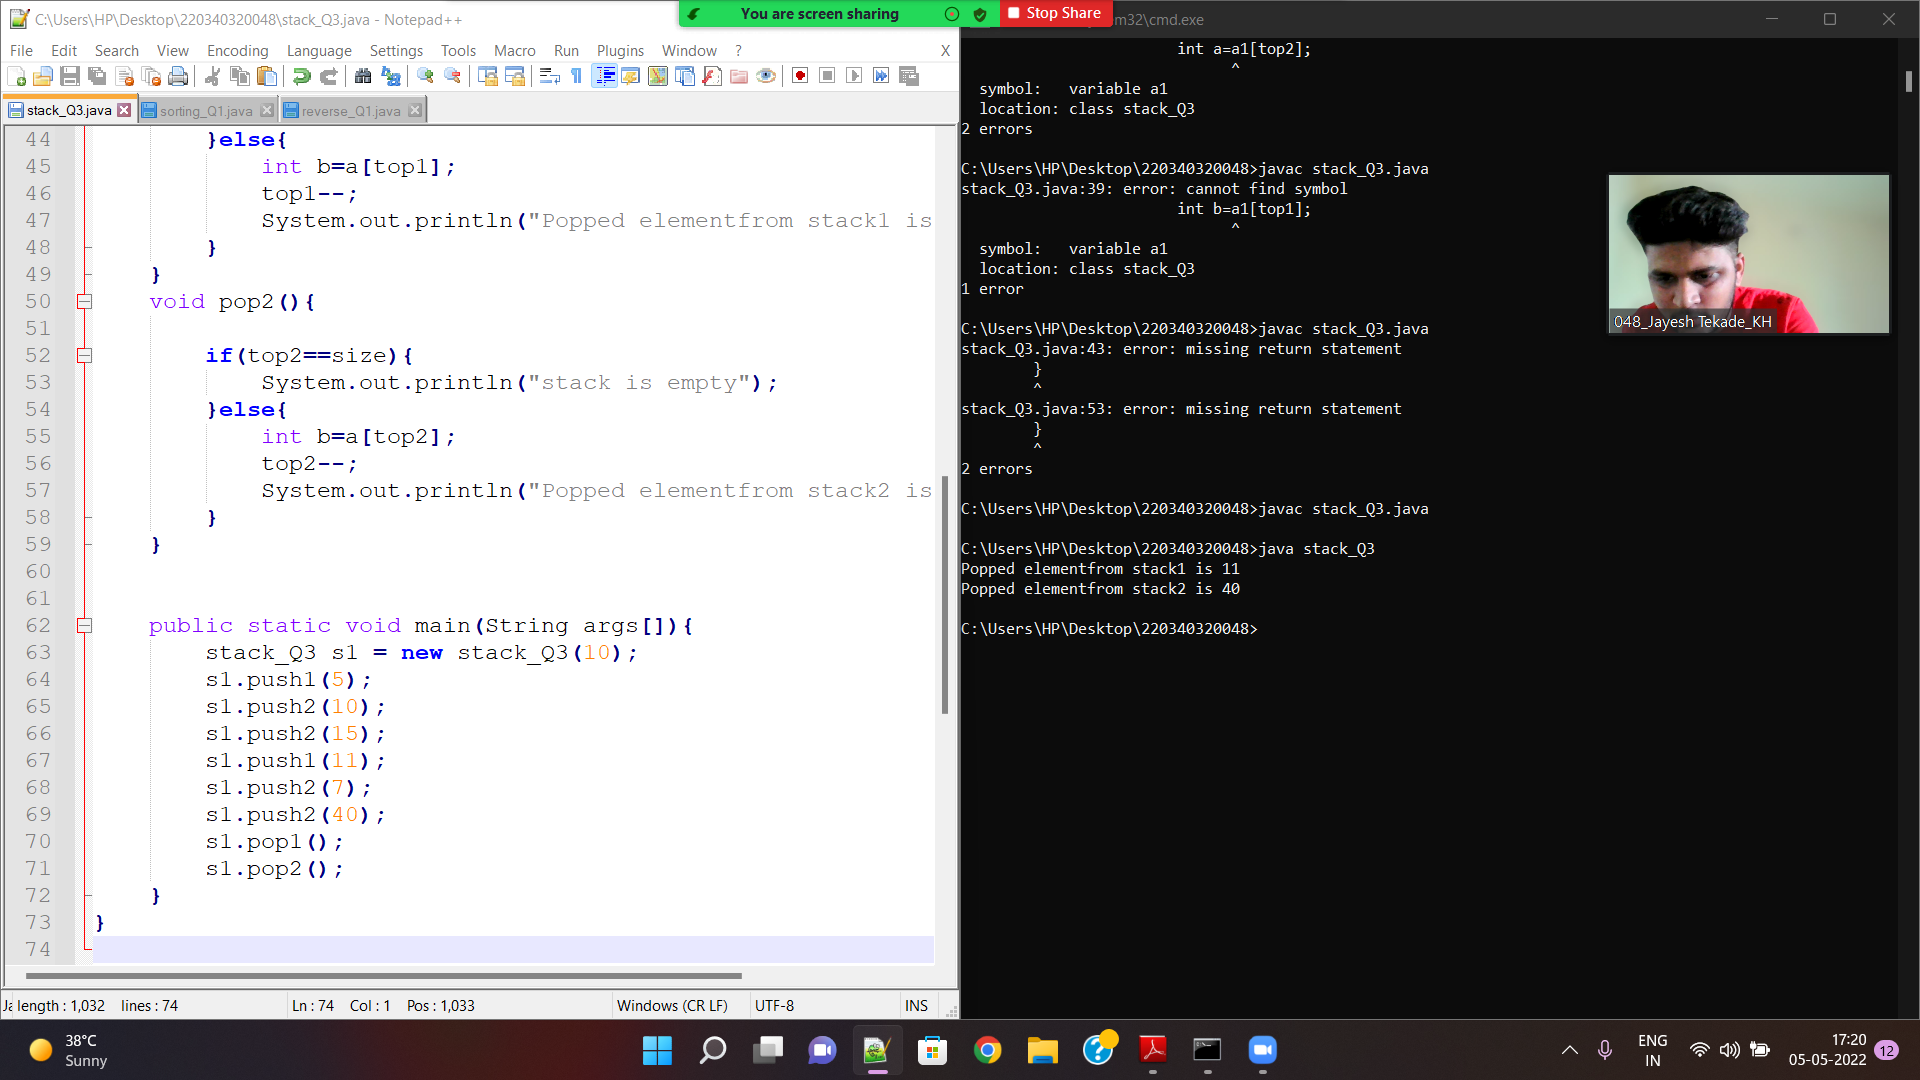 C:\Users\HP\Desktop\220340320048\stack_Q3.java - Notepad++
You are screen sharing
Stop Share
m32\cmd.exe
File Edit Search View Encoding Language Settings Tools Macro Run Plugins Window ? X
stack_Q3.java sorting_Q1.java reverse_Q1.java
44 }else{
45 int b=a[top1];
46 top1--;
47 System.out.println("Popped elementfrom stack1 is
48 }
49 }
50 void pop2(){
51
52 if(top2==size){
53 System.out.println("stack is empty");
54 }else{
55 int b=a[top2];
56 top2--;
57 System.out.println("Popped elementfrom stack2 is
58 }
59 }
60
61
62 public static void main(String args[]){
63 stack_Q3 s1 = new stack_Q3(10);
64 s1.push1(5);
65 s1.push2(10);
66 s1.push2(15);
67 s1.push1(11);
68 s1.push2(7);
69 s1.push2(40);
70 s1.pop1();
71 s1.pop2();
72 }
73 }
74
length : 1,032 lines : 74 Ln : 74 Col : 1 Pos : 1,033 Windows (CR LF) UTF-8 INS
int a=a1[top2];
^
symbol: variable a1
location: class stack_Q3
2 errors
C:\Users\HP\Desktop\220340320048>javac stack_Q3.java
stack_Q3.java:39: error: cannot find symbol
int b=a1[top1];
^
symbol: variable a1
location: class stack_Q3
1 error
C:\Users\HP\Desktop\220340320048>javac stack_Q3.java
stack_Q3.java:43: error: missing return statement
}
^
stack_Q3.java:53: error: missing return statement
}
^
2 errors
C:\Users\HP\Desktop\220340320048>javac stack_Q3.java
C:\Users\HP\Desktop\220340320048>java stack_Q3
Popped elementfrom stack1 is 11
Popped elementfrom stack2 is 40
C:\Users\HP\Desktop\220340320048>
048_Jayesh Tekade_KH
38°C
Sunny
ENG
IN
17:20
05-05-2022
12